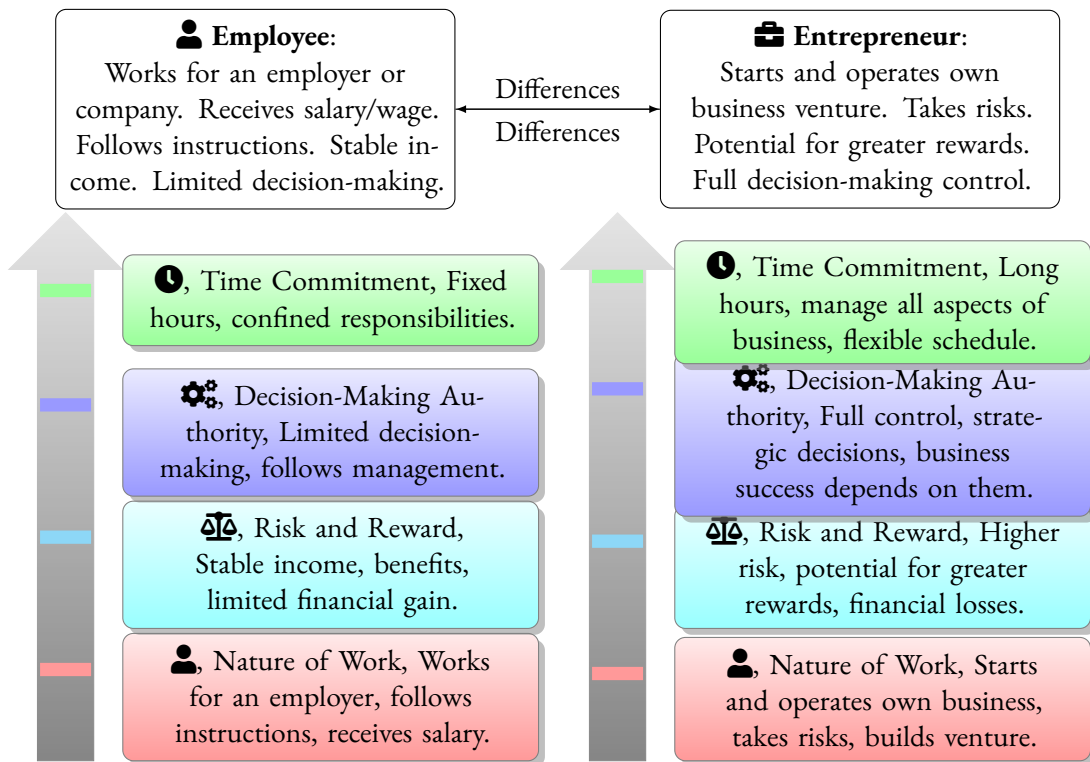 Employee:
Works for an employer or
company. Receives salary/wage.
Follows instructions. Stable in-
come. Limited decision-making.
Differences
Differences
Entrepreneur:
Starts and operates own
business venture. Takes risks.
Potential for greater rewards.
Full decision-making control.
, Time Commitment, Fixed
hours, confined responsibilities.
, Decision-Making Au-
thority, Limited decision-
making, follows management.
, Risk and Reward,
Stable income, benefits,
limited financial gain.
, Nature of Work, Works
for an employer, follows
instructions, receives salary.
, Time Commitment, Long
hours, manage all aspects of
business, flexible schedule.
, Decision-Making Au-
thority, Full control, strate-
gic decisions, business
success depends on them.
, Risk and Reward, Higher
risk, potential for greater
rewards, financial losses.
, Nature of Work, Starts
and operates own business,
takes risks, builds venture.